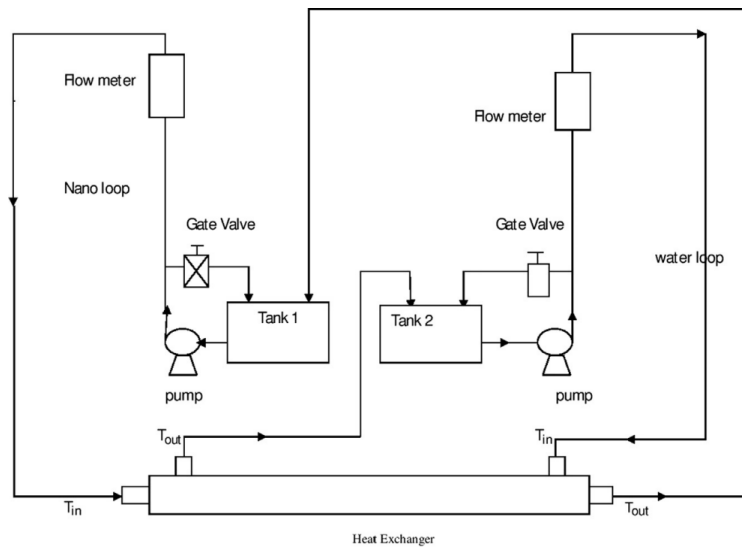 Flow meter
Flow meter
Nano loop
Gate Valve
Gate Valve
water loop
Tank 1
Tank 2
pump
pump
Tout
Tin
Tin
Tout
Heat Exchanger